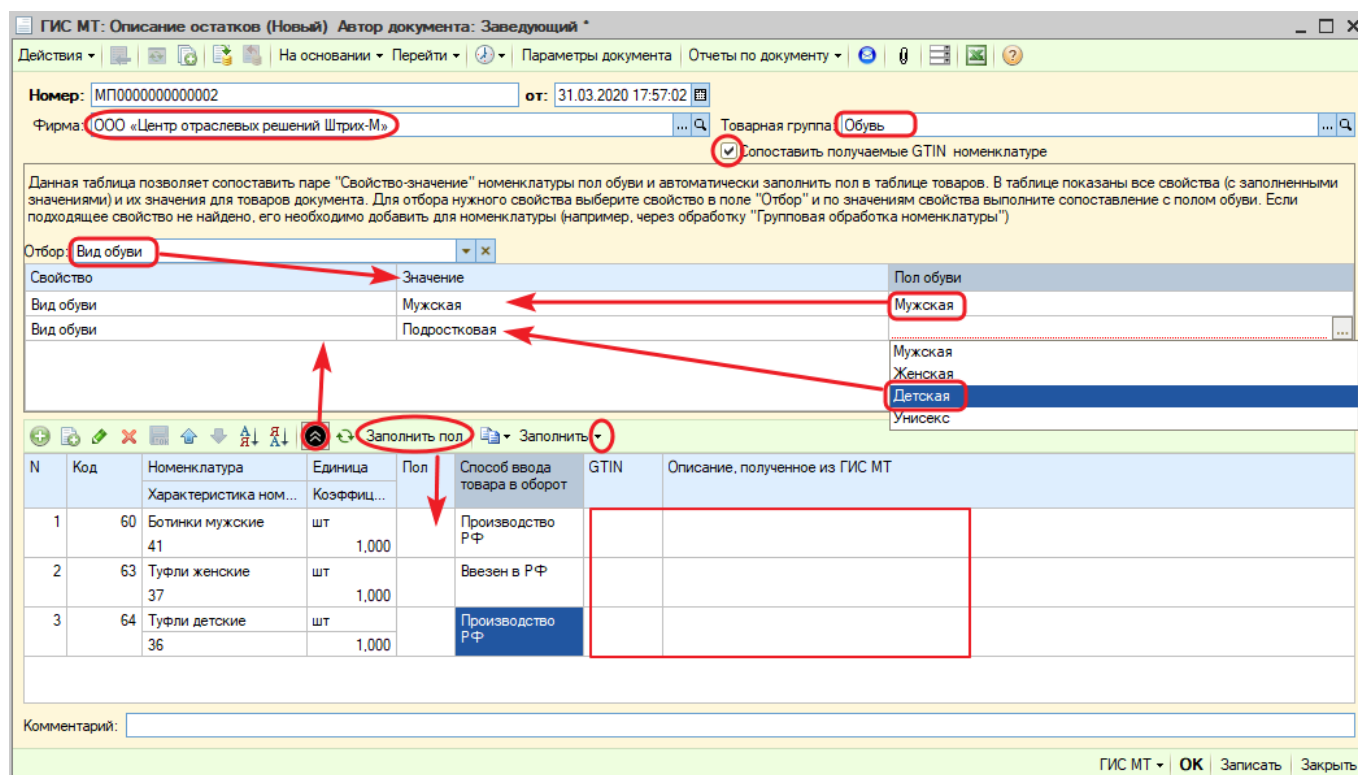 ГИС МТ: Описание остатков (Новый) Автор документа: Заведующий *
Действия На основании Перейти Параметры документа Отчеты по документу
Номер: МП0000000000002 от: 31.03.2020 17:57:02
Фирма: ООО «Центр отраслевых решений Штрих-М» ... Товарная группа: Обувь ...
Сопоставить получаемые GTIN номенклатуре
Данная таблица позволяет сопоставить паре "Свойство-значение" номенклатуры пол обуви и автоматически заполнить пол в таблице товаров. В таблице показаны все свойства (с заполненными
значениями) и их значения для товаров документа. Для отбора нужного свойства выберите свойство в поле "Отбор" и по значениям свойства выполните сопоставление с полом обуви. Если
подходящее свойство не найдено, его необходимо добавить для номенклатуры (например, через обработку "Групповая обработка номенклатуры")
Отбор: Вид обуви
Свойство Значение Пол обуви
Вид обуви Мужская Мужская
Вид обуви Подростковая ...
Мужская
Женская
Детская
Унисекс
Заполнить пол Заполнить
N Код Номенклатура Единица Пол Способ ввода товара в оборот GTIN Описание, полученное из ГИС МТ
Характеристика ном... Коэффиц...
1 60 Ботинки мужские шт Производство РФ
41 1,000
2 63 Туфли женские шт Ввезен в РФ
37 1,000
3 64 Туфли детские шт Производство РФ
36 1,000
Комментарий:
ГИС МТ OK Записать Закрыть